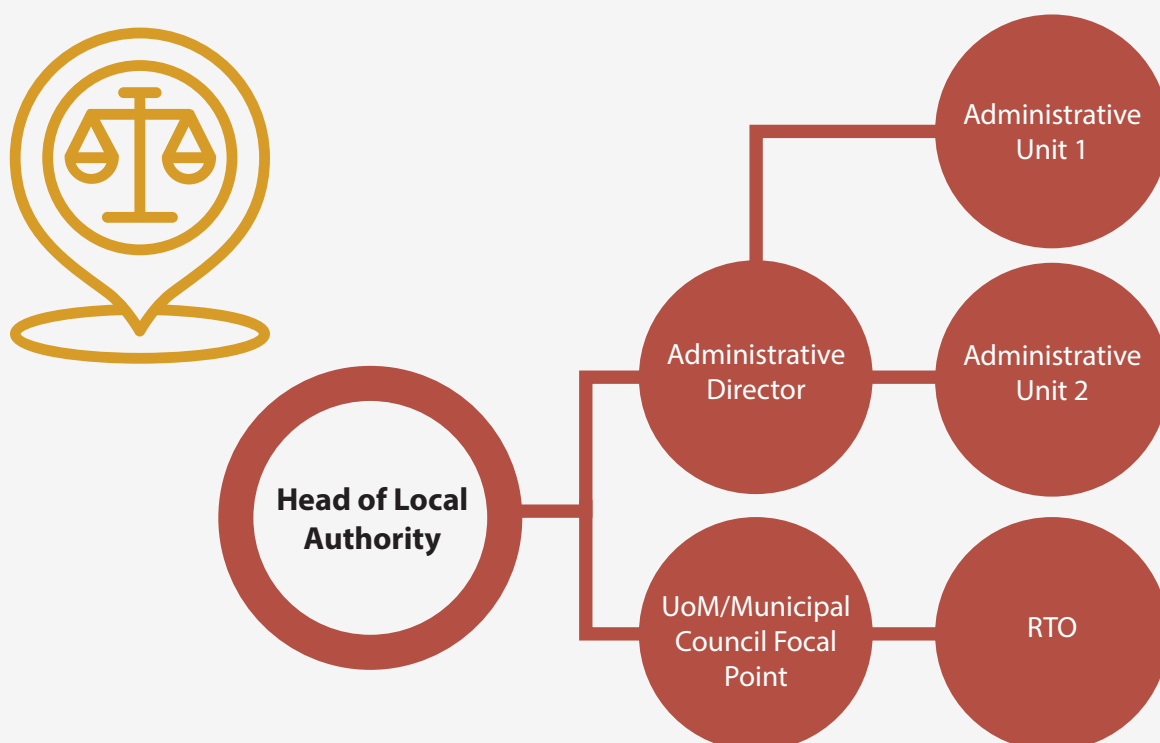 Administrative
Unit 1
Administrative
Director
Administrative
Unit 2
Head of Local
Authority
UoM/Municipal
Council Focal
Point
RTO